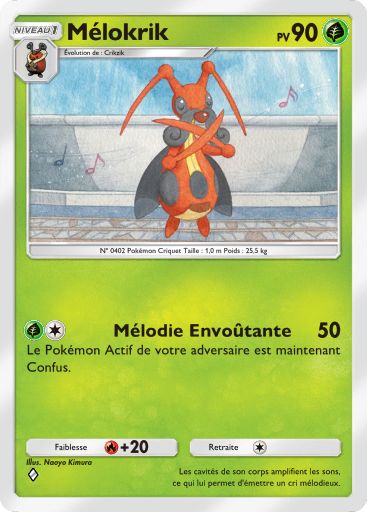 NIVEAU 1
Mélokrik
PV 90
Évolution de : Crikzik
N° 0402 Pokémon Criquet Taille : 1,0 m Poids : 25,5 kg
Mélodie Envoûtante 50
Le Pokémon Actif de votre adversaire est maintenant
Confus.
Faiblesse +20
Retraite
Illus. Naoyo Kimura
Les cavités de son corps amplifient les sons,
ce qui lui permet d'émettre un cri mélodieux.